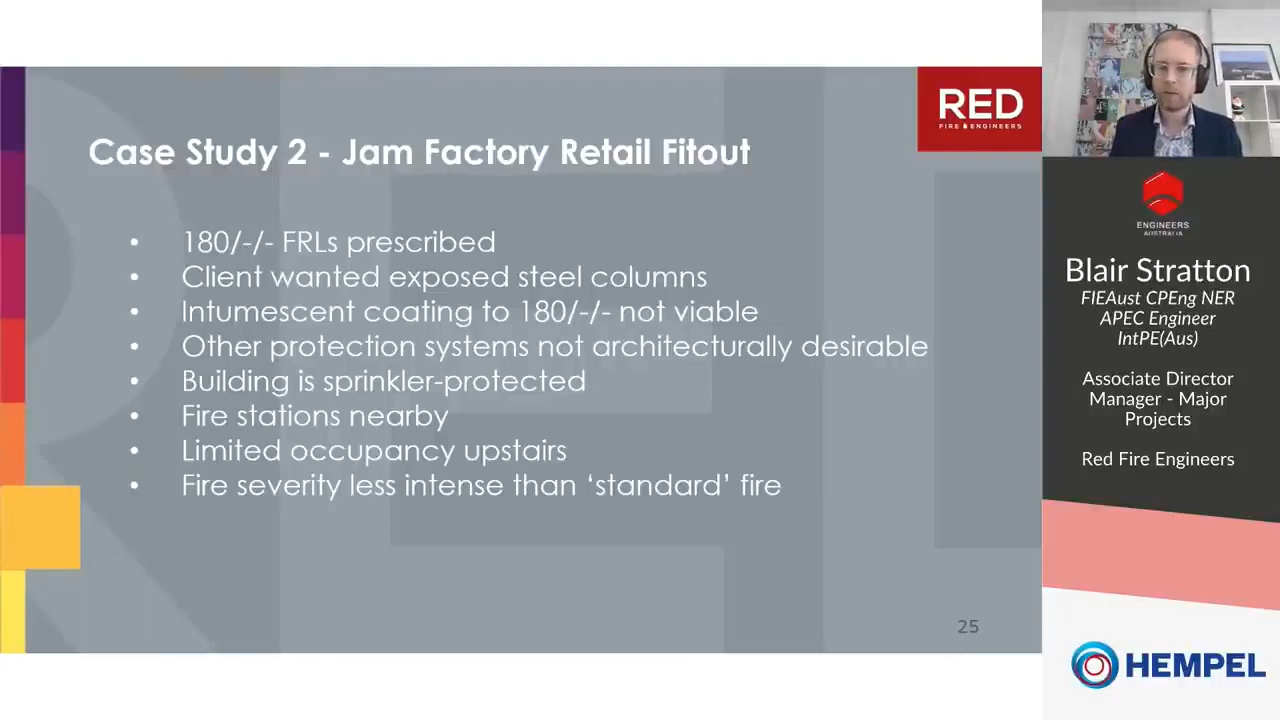 RED
FIRE & ENGINEERS
Case Study 2 - Jam Factory Retail Fitout
• 180/-/- FRLs prescribed
• Client wanted exposed steel columns
• Intumescent coating to 180/-/- not viable
• Other protection systems not architecturally desirable
• Building is sprinkler-protected
• Fire stations nearby
• Limited occupancy upstairs
• Fire severity less intense than ‘standard’ fire
25
ENGINEERS
AUSTRALIA
Blair Stratton
FIEAust CPEng NER
APEC Engineer
IntPE(Aus)
Associate Director
Manager - Major
Projects
Red Fire Engineers
HEMPEL